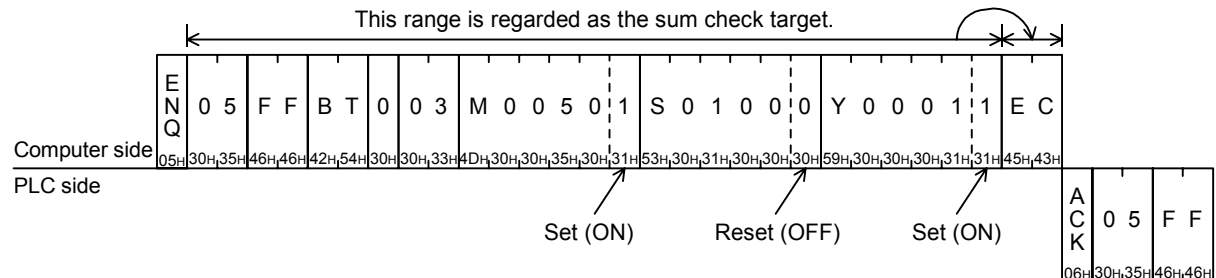 This range is regarded as the sum check target.
ENQ 0 5 F F B T 0 0 3 M 0 0 5 0 1 S 0 1 0 0 0 Y 0 0 0 1 1 E C
Computer side 05H 30H 35H 46H 46H 42H 54H 30H 30H 33H 4DH 30H 30H 35H 30H 31H 53H 30H 31H 30H 30H 30H 59H 30H 30H 30H 31H 31H 45H 43H
PLC side
Set (ON) Reset (OFF) Set (ON)
ACK 0 5 F F
06H 30H 35H 46H 46H